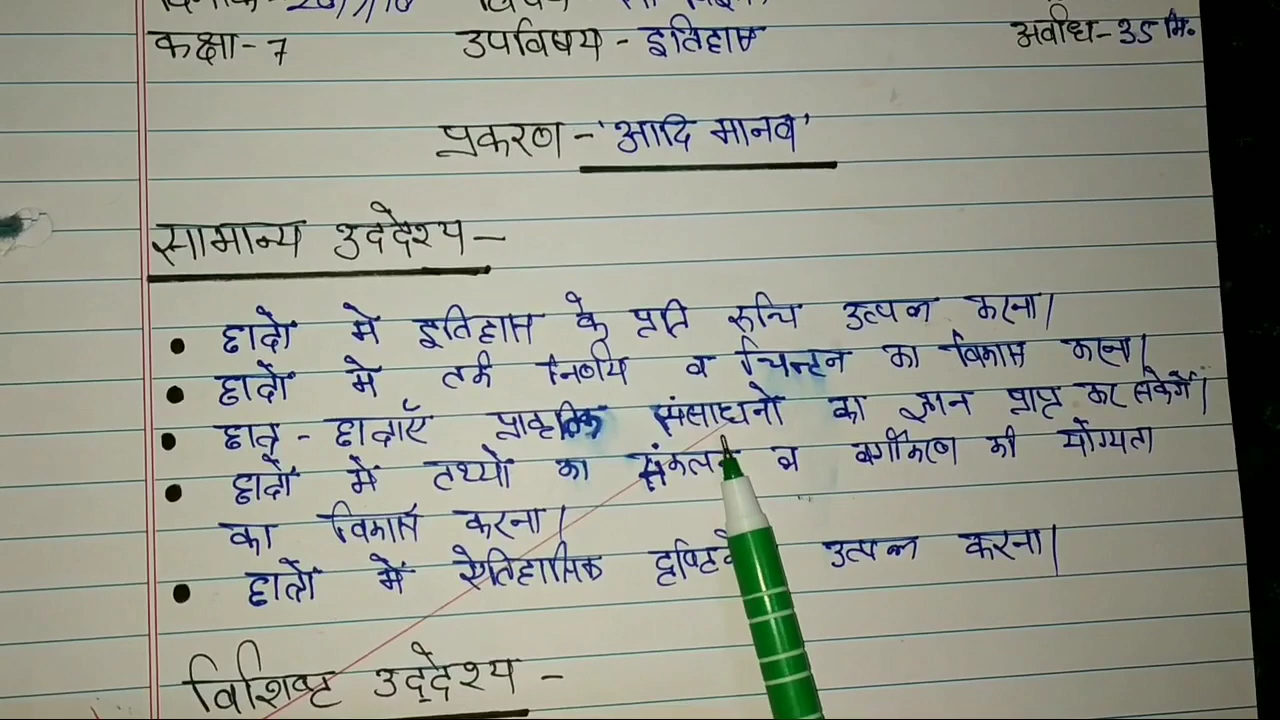 कक्षा- 7 उपविषय - इतिहास अवधि- 35 मि.
प्रकरण - 'आदि मानव'
सामान्य उद्देश्य -
• छात्रों में इतिहास के प्रति रूचि उत्पन्न करना।
• छात्रों में तर्क निर्णय व चिन्तन का विकास करना।
• छात्र - छात्राएँ प्राकृतिक संसाधनों का ज्ञान प्राप्त कर सकेगें।
• छात्रों में तथ्यों का संकलन व वर्गीकरण की योग्यता
का विकास करना।
• छात्रों में ऐतिहासिक उत्पन्न करना।
विशिष्ट उद्देश्य -